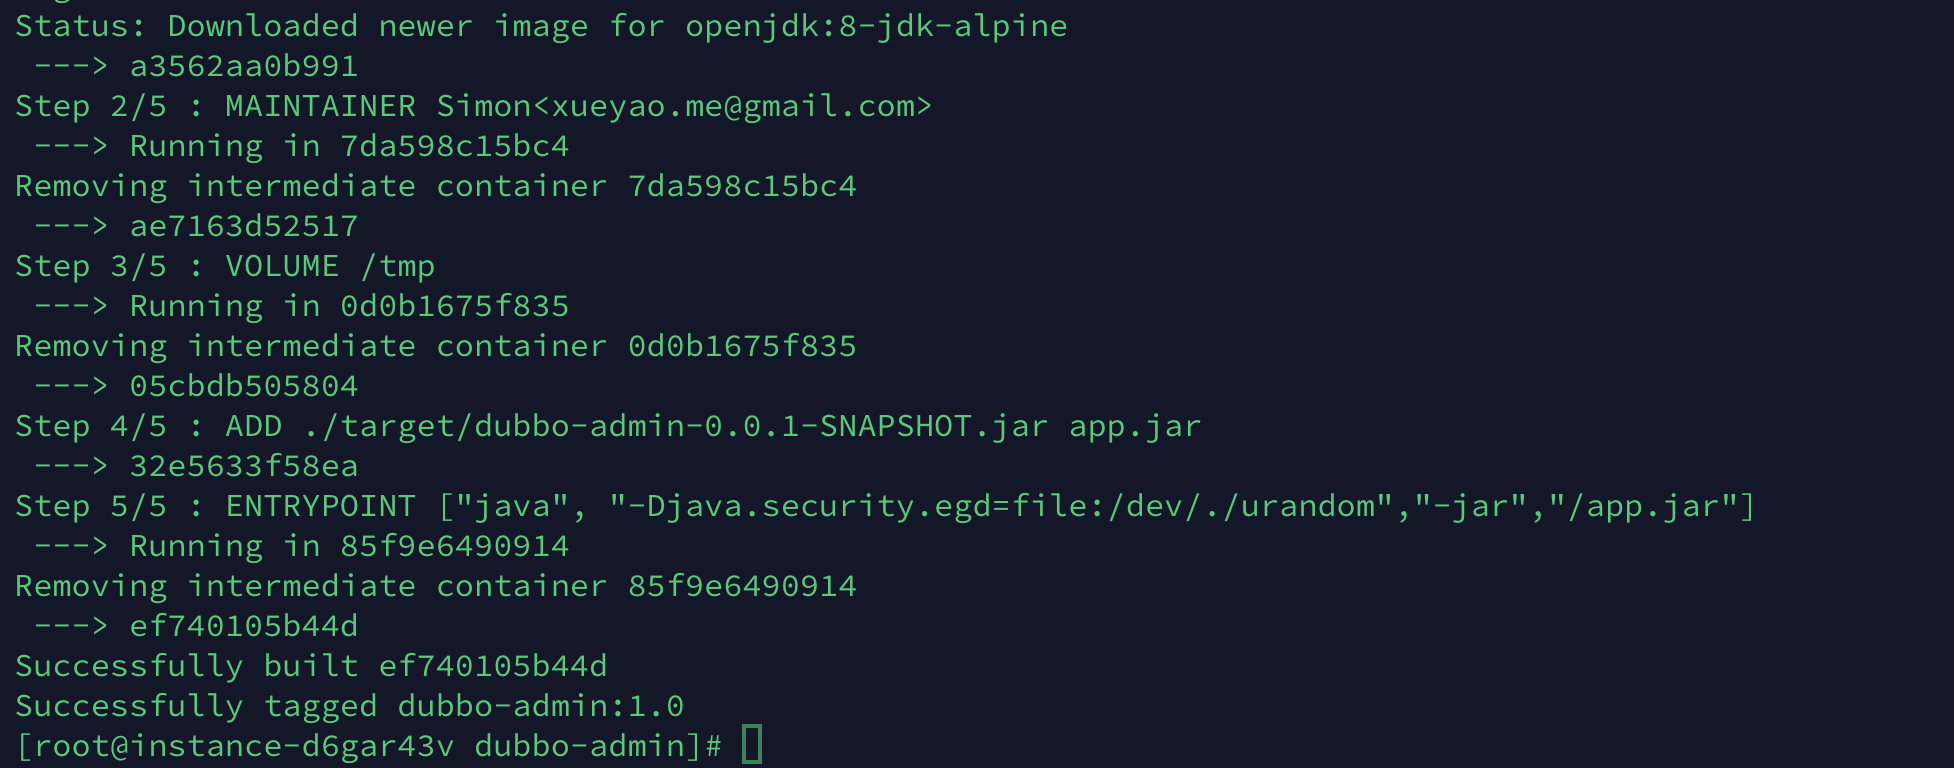 Status: Downloaded newer image for openjdk:8-jdk-alpine
 ---> a3562aa0b991
Step 2/5 : MAINTAINER Simon<xueyao.me@gmail.com>
 ---> Running in 7da598c15bc4
Removing intermediate container 7da598c15bc4
 ---> ae7163d52517
Step 3/5 : VOLUME /tmp
 ---> Running in 0d0b1675f835
Removing intermediate container 0d0b1675f835
 ---> 05cbdb505804
Step 4/5 : ADD ./target/dubbo-admin-0.0.1-SNAPSHOT.jar app.jar
 ---> 32e5633f58ea
Step 5/5 : ENTRYPOINT ["java", "-Djava.security.egd=file:/dev/./urandom","-jar","/app.jar"]
 ---> Running in 85f9e6490914
Removing intermediate container 85f9e6490914
 ---> ef740105b44d
Successfully built ef740105b44d
Successfully tagged dubbo-admin:1.0
[root@instance-d6gar43v dubbo-admin]#